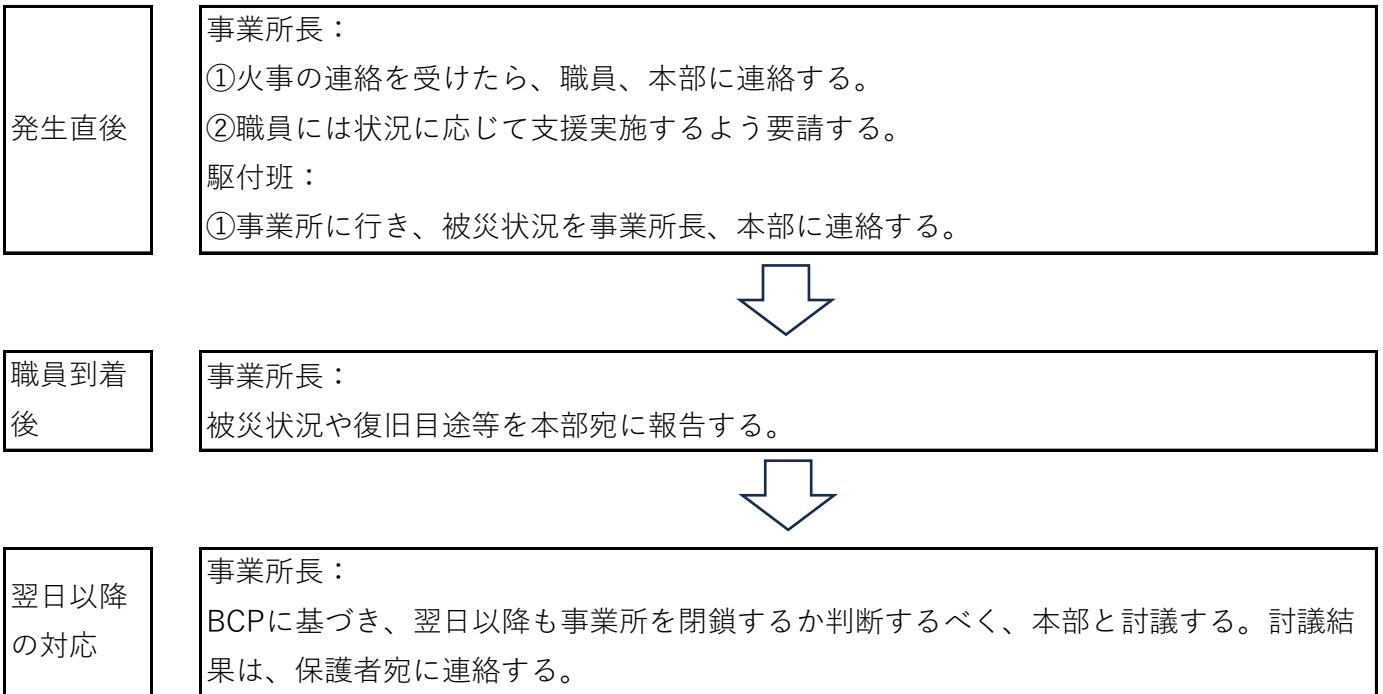 発生直後
事業所長：
①火事の連絡を受けたら、職員、本部に連絡する。
②職員には状況に応じて支援実施するよう要請する。
駆付班：
①事業所に行き、被災状況を事業所長、本部に連絡する。
職員到着
後
事業所長：
被災状況や復旧目途等を本部宛に報告する。
翌日以降
の対応
事業所長：
BCPに基づき、翌日以降も事業所を閉鎖するか判断するべく、本部と討議する。討議結
果は、保護者宛に連絡する。